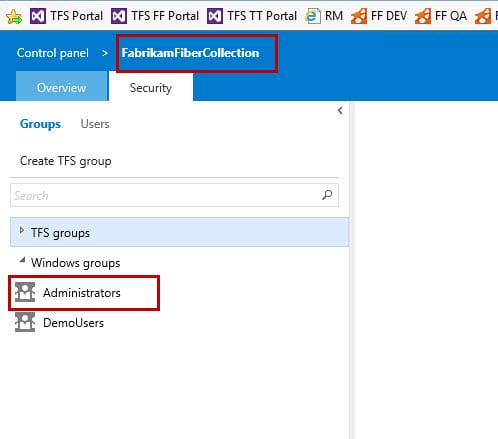 TFS Portal TFS FF Portal TFS TT Portal RM FF DEV FF QA
Control panel > FabrikamFiberCollection
Overview Security
Groups Users
Create TFS group
Search
TFS groups
Windows groups
Administrators
DemoUsers